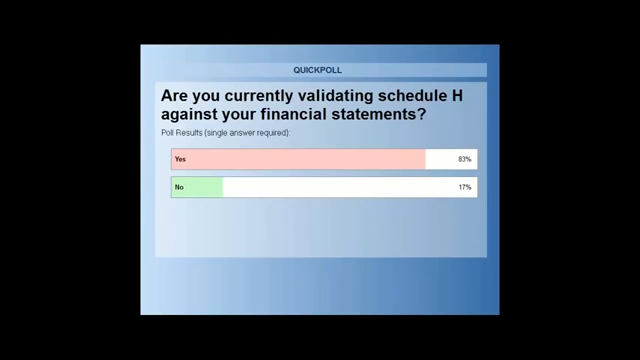 QUICKPOLL
Are you currently validating schedule H
against your financial statements?
Poll Results (single answer required):
Yes 83%
No 17%